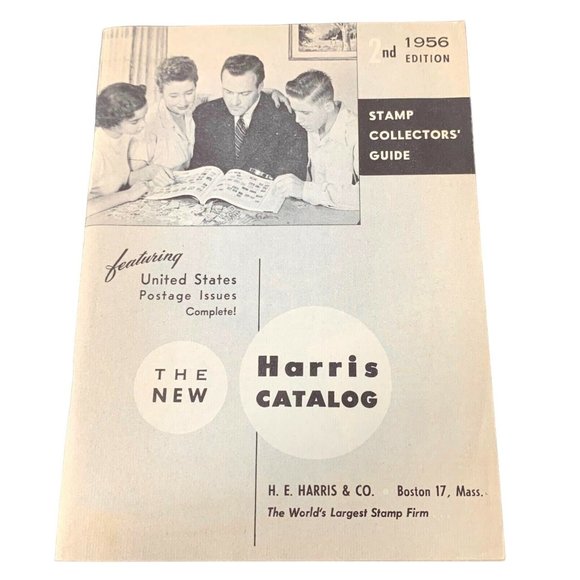 2nd 1956
EDITION
STAMP
COLLECTORS'
GUIDE
featuring
United States
Postage Issues
Complete!
THE
NEW
Harris
CATALOG
H. E. HARRIS & CO. Boston 17, Mass.
The World's Largest Stamp Firm